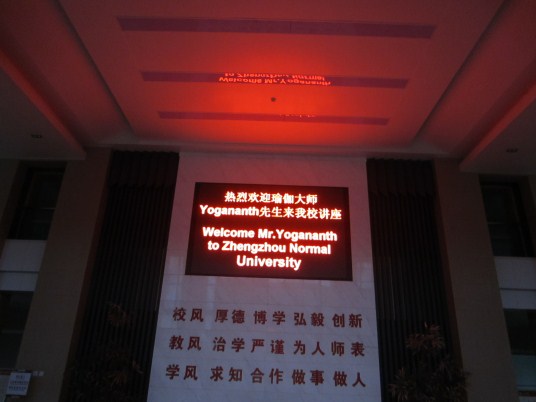 热烈欢迎瑜伽大师
Yogananth先生来我校讲座
Welcome Mr.Yogananth
to Zhengzhou Normal
University
校风 厚德 博学 弘毅 创新
教风 治学严谨 为人师表
学风 求知 合作 做事 做人